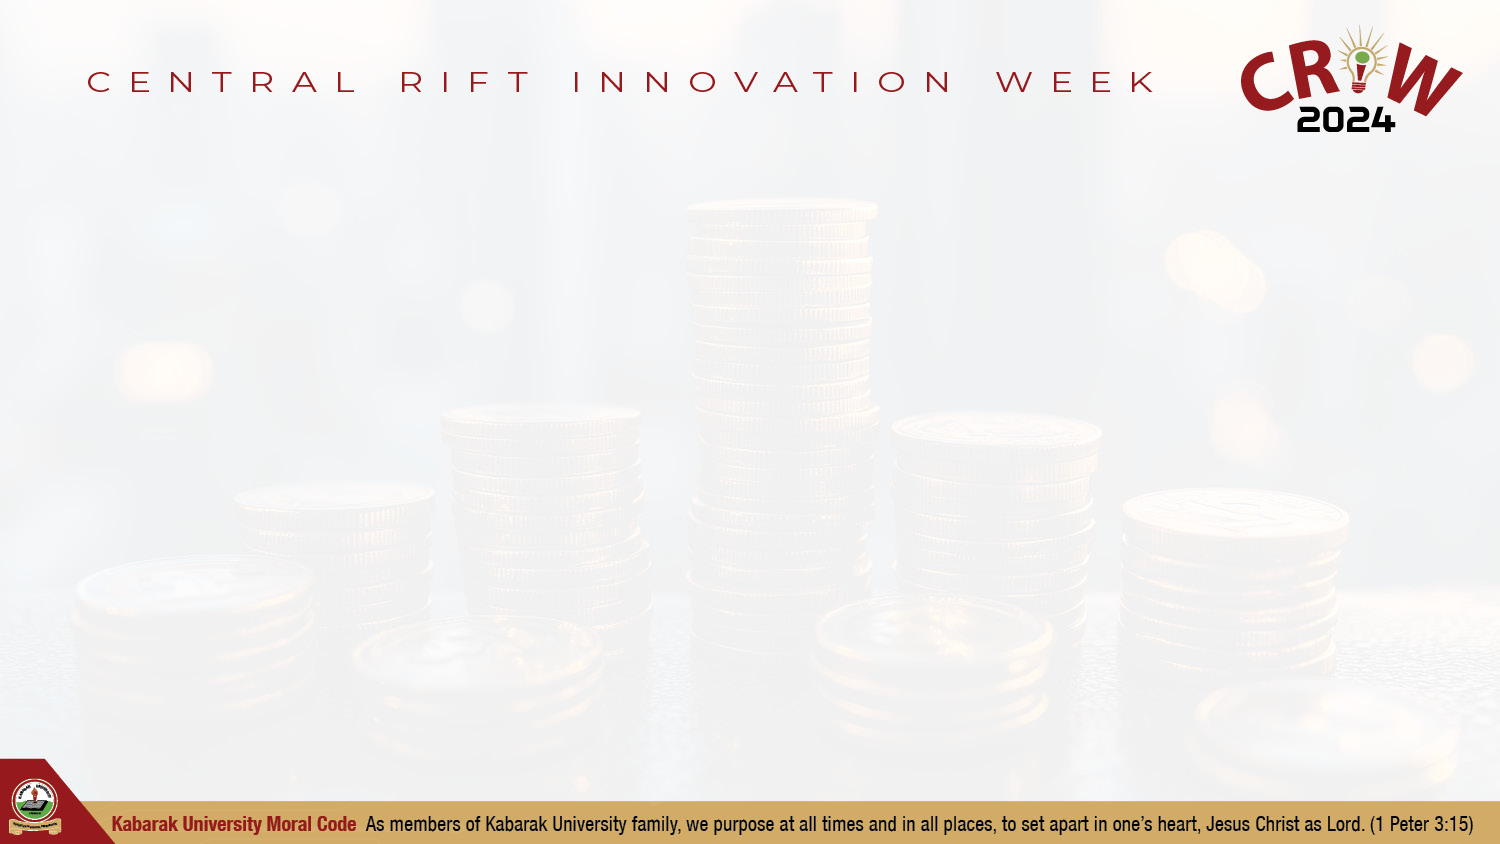 CENTRAL RIFT INNOVATION WEEK
CRIW
2024
Kabarak University Moral Code As members of Kabarak University family, we purpose at all times and in all places, to set apart in one’s heart, Jesus Christ as Lord. (1 Peter 3:15)